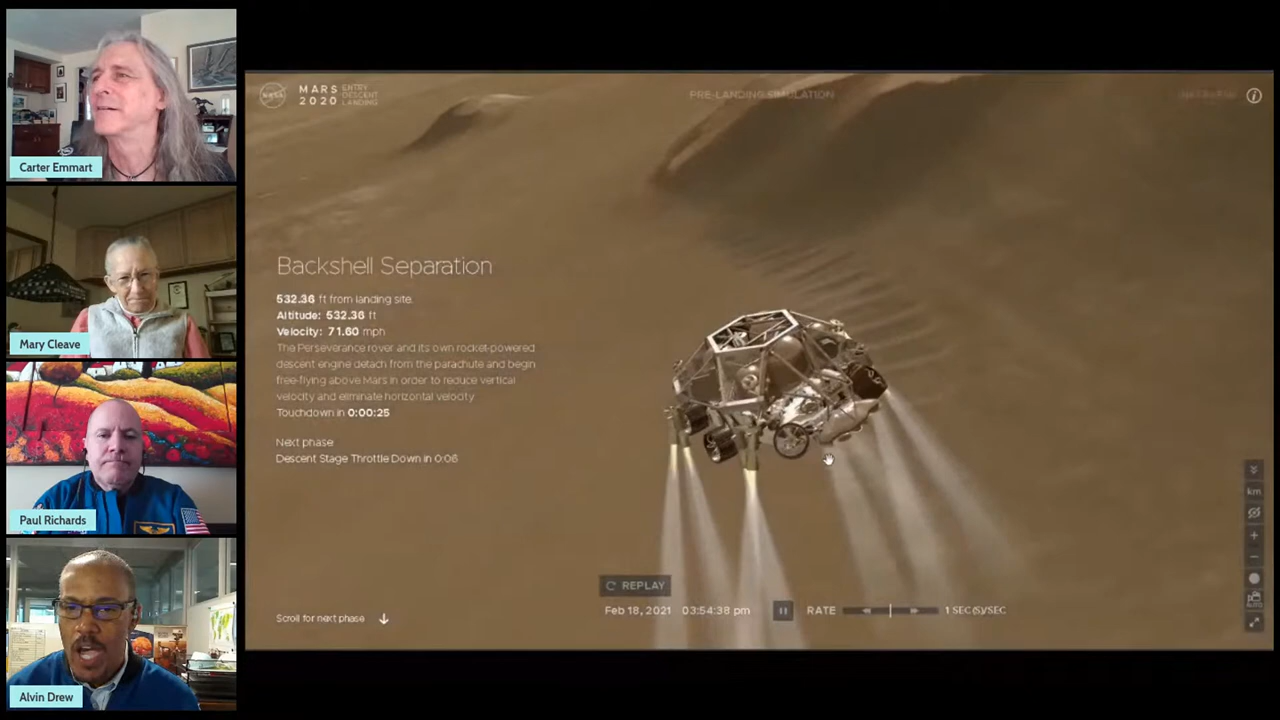 Carter Emmart
Mary Cleave
Paul Richards
Alvin Drew
NASA
MARS
2020
ENTRY
DESCENT
LANDING
PRE-LANDING SIMULATION
Backshell Separation
532.36 ft from landing site.
Altitude: 532.36 ft
Velocity: 71.60 mph
The Perseverance rover and its own rocket-powered
descent engine detach from the parachute and begin
free-flying above Mars in order to reduce vertical
velocity and eliminate horizontal velocity.
Touchdown in 0:00:25
Next phase:
Descent Stage Throttle Down in 0:06
Scroll for next phase
REPLAY
Feb 18, 2021 03:54:38 pm
RATE
1 SEC(S)/SEC
km
AUTO